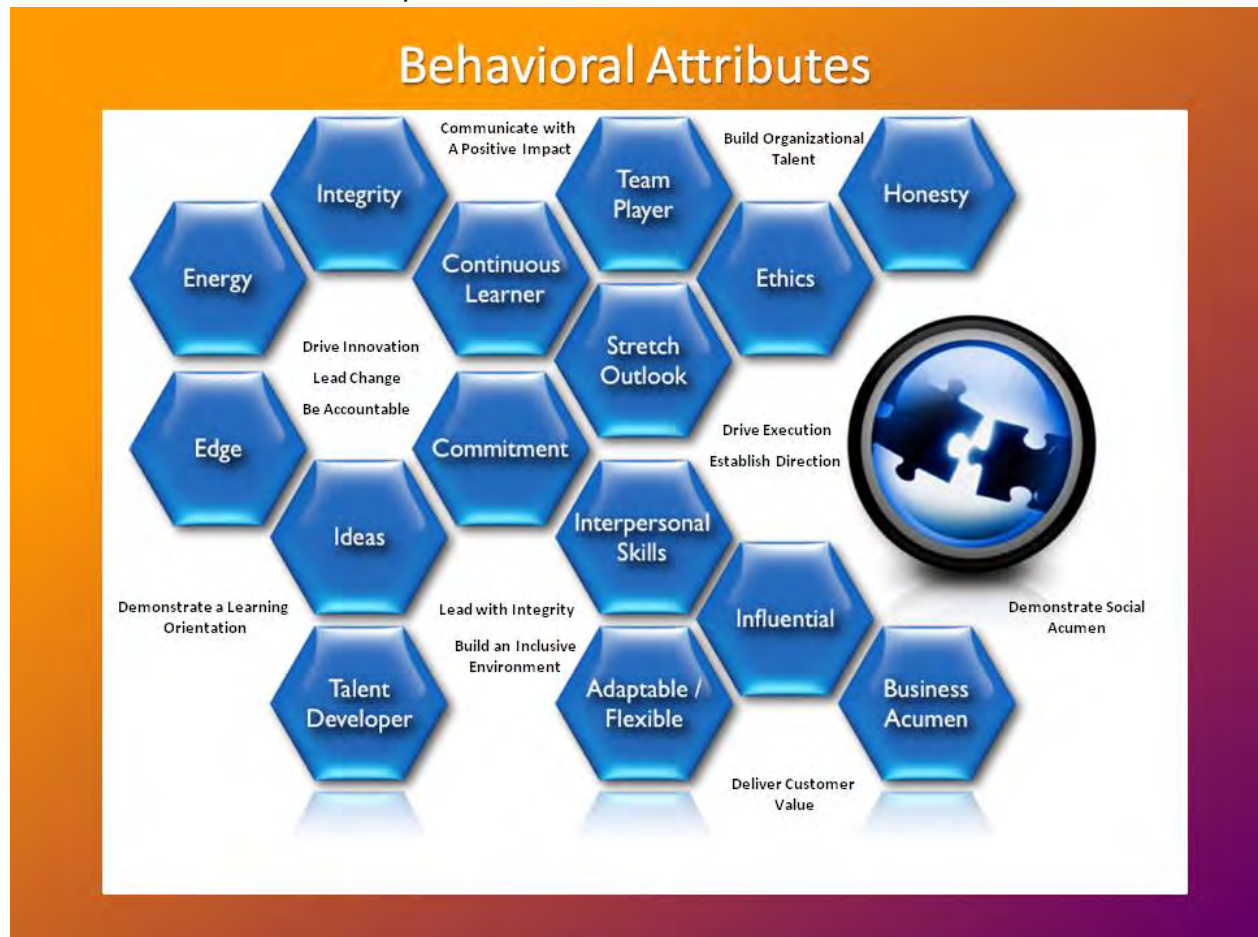 Behavioral Attributes
Communicate with
A Positive Impact
Build Organizational
Talent
Integrity
Team
Player
Honesty
Energy
Continuous
Learner
Ethics
Drive Innovation
Lead Change
Be Accountable
Stretch
Outlook
Edge
Commitment
Drive Execution
Establish Direction
Ideas
Interpersonal
Skills
Demonstrate a Learning
Orientation
Lead with Integrity
Build an Inclusive
Environment
Influential
Demonstrate Social
Acumen
Talent
Developer
Adaptable /
Flexible
Business
Acumen
Deliver Customer
Value